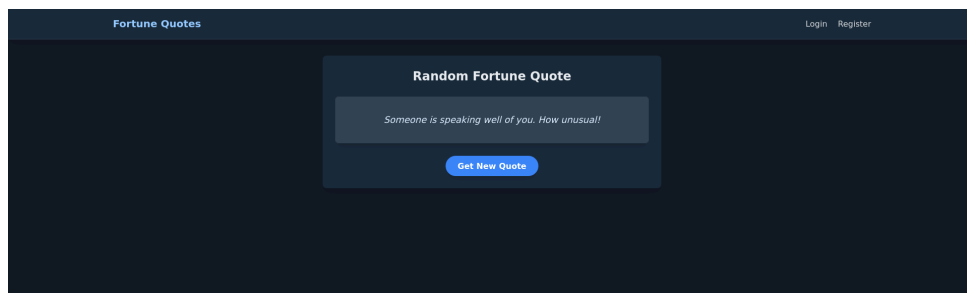 Fortune Quotes
Login Register
Random Fortune Quote
Someone is speaking well of you. How unusual!
Get New Quote